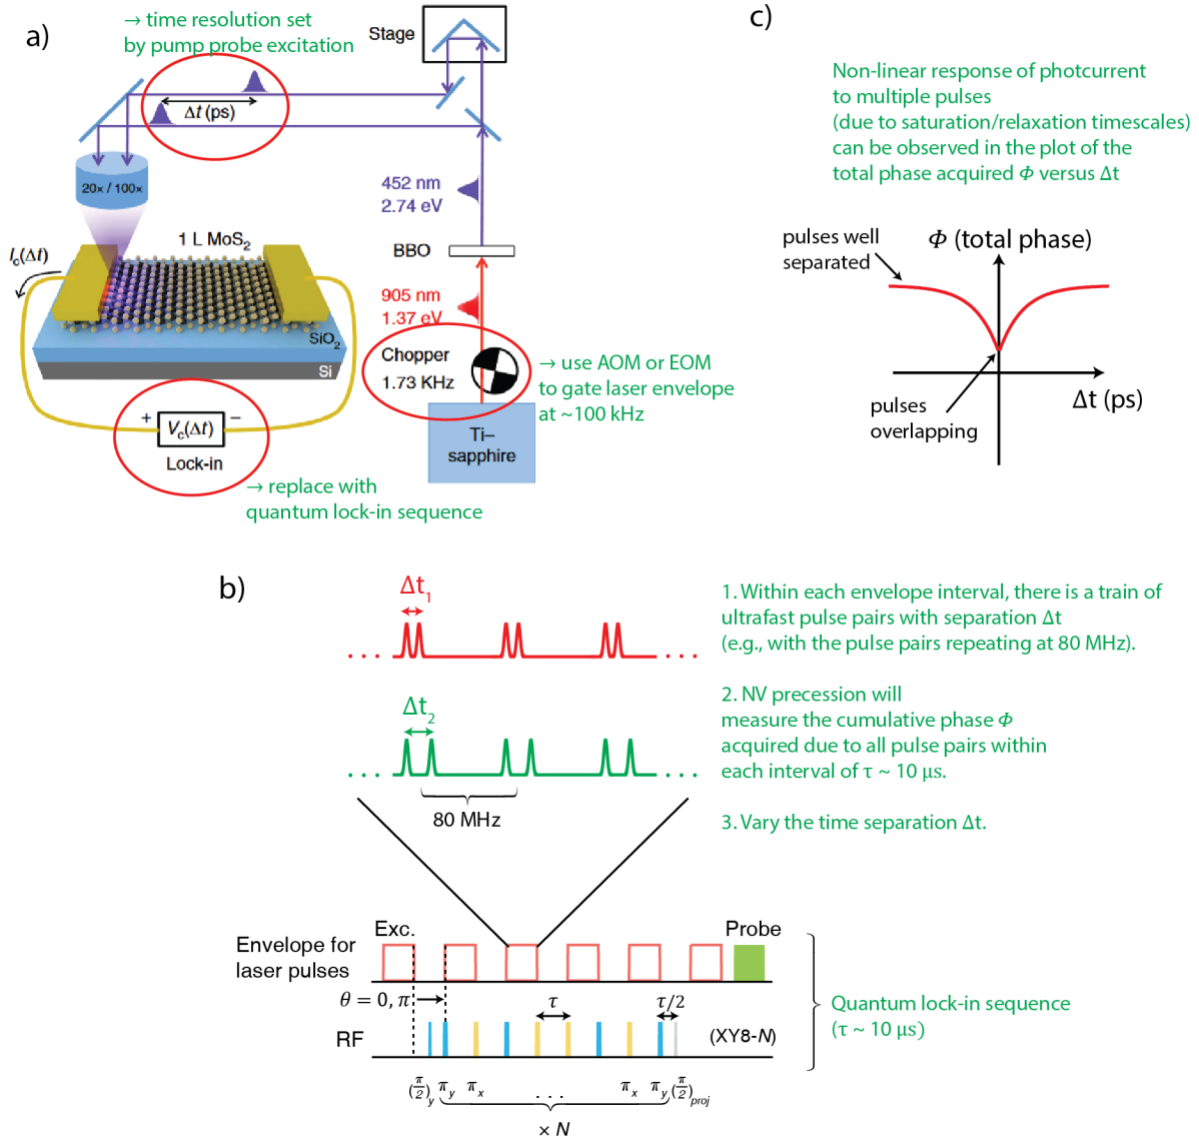 a)
→ time resolution set
by pump probe excitation
Stage
Δt (ps)
20x / 100x
452 nm
2.74 eV
1 L MoS₂
I_c(Δt)
BBO
905 nm
1.37 eV
SiO₂
Si
Chopper
1.73 KHz
→ use AOM or EOM
to gate laser envelope
at ~100 kHz
+ V_c(Δt) −
Lock-in
Ti–
sapphire
→ replace with
quantum lock-in sequence
c)
Non-linear response of photcurrent
to multiple pulses
(due to saturation/relaxation timescales)
can be observed in the plot of the
total phase acquired Φ versus Δt
pulses well
separated
Φ (total phase)
pulses
overlapping
Δt (ps)
b)
Δt₁
. . .
. . .
Δt₂
. . .
. . .
80 MHz
1. Within each envelope interval, there is a train of
ultrafast pulse pairs with separation Δt
(e.g., with the pulse pairs repeating at 80 MHz).
2. NV precession will
measure the cumulative phase Φ
acquired due to all pulse pairs within
each interval of τ ~ 10 μs.
3. Vary the time separation Δt.
Exc.
Probe
Envelope for
laser pulses
θ = 0, π
τ
τ/2
RF
(XY8-N)
(π/2)_y π_y π_x . . . π_x π_y (π/2)_proj
× N
Quantum lock-in sequence
(τ ~ 10 μs)